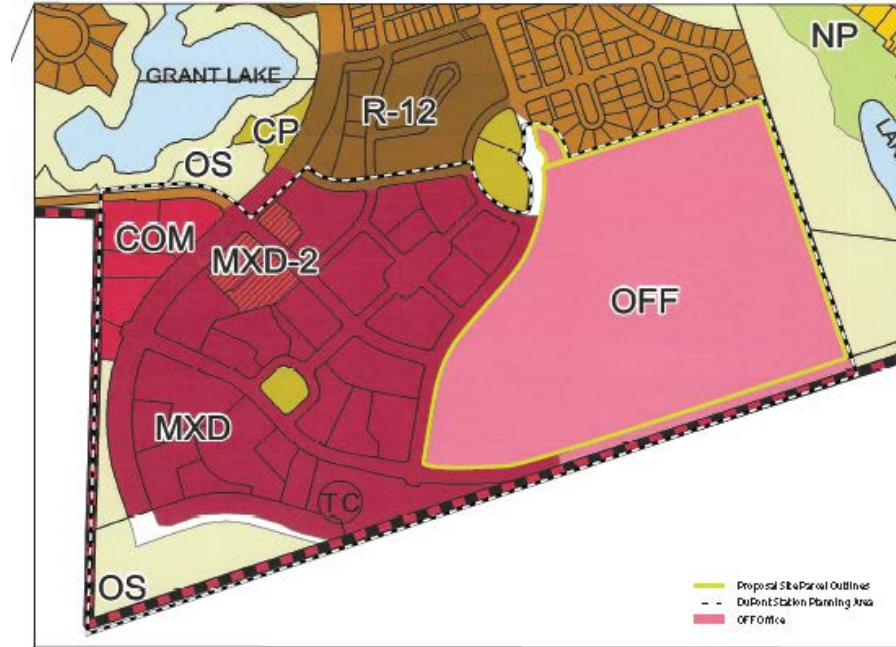 NP
GRANT LAKE
R-12
CP
OS
COM
MXD-2
OFF
MXD
TC
OS
Proposal Site Parcel Outlines
DuPont Station Planning Area
OFF Office